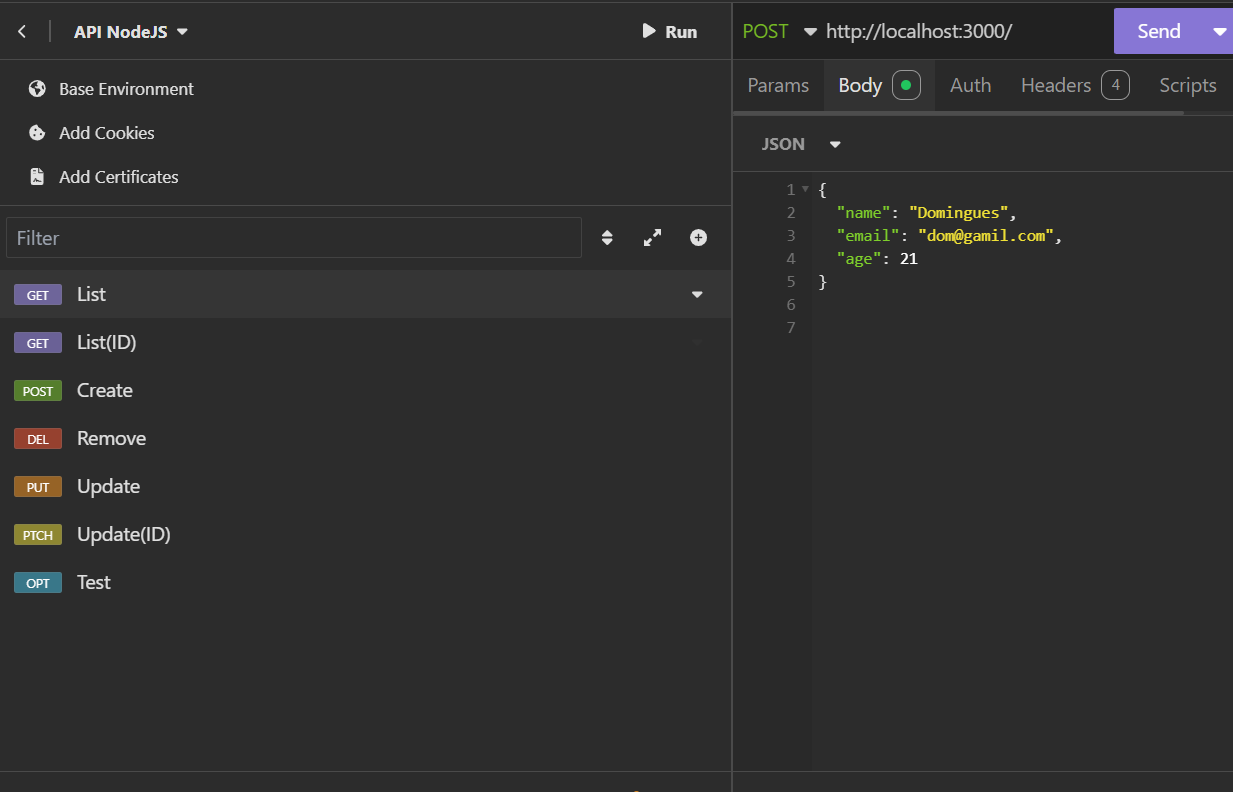 API NodeJS
Run
Base Environment
Add Cookies
Add Certificates
Filter
GET List
GET List(ID)
POST Create
DEL Remove
PUT Update
PTCH Update(ID)
OPT Test
POST http://localhost:3000/ Send
Params Body Auth Headers 4 Scripts
JSON
1 {
2 "name": "Domingues",
3 "email": "dom@gamil.com",
4 "age": 21
5 }
6
7